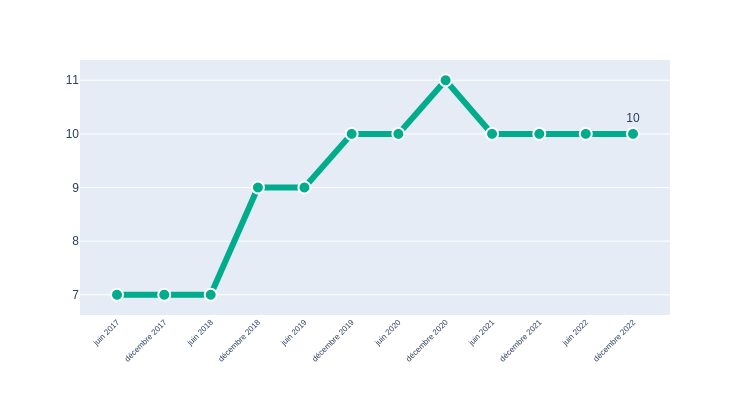 11
10
10
9
8
7
juin 2017
décembre 2017
juin 2018
décembre 2018
juin 2019
décembre 2019
juin 2020
décembre 2020
juin 2021
décembre 2021
juin 2022
décembre 2022